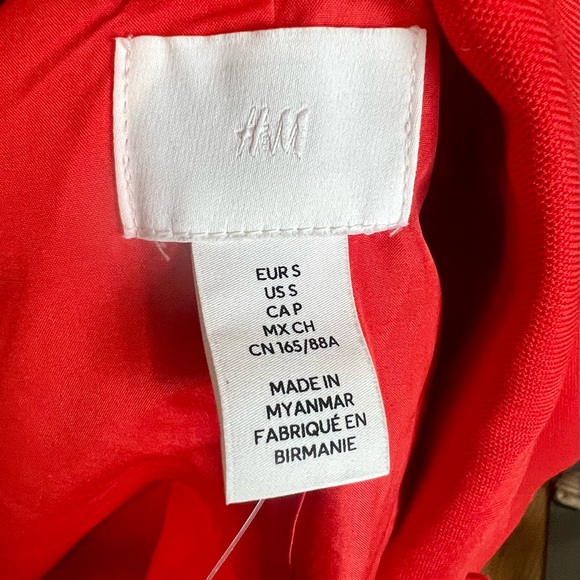 H&M
EUR S
US S
CA P
MX CH
CN 165/88A
MADE IN
MYANMAR
FABRIQUÉ EN
BIRMANIE